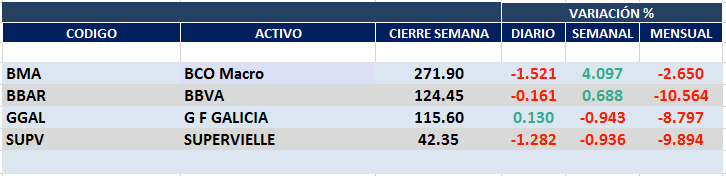 VARIACIÓN %
CODIGO ACTIVO CIERRE SEMANA DIARIO SEMANAL MENSUAL
BMA BCO Macro 271.90 -1.521 4.097 -2.650
BBAR BBVA 124.45 -0.161 0.688 -10.564
GGAL G F GALICIA 115.60 0.130 -0.943 -8.797
SUPV SUPERVIELLE 42.35 -1.282 -0.936 -9.894